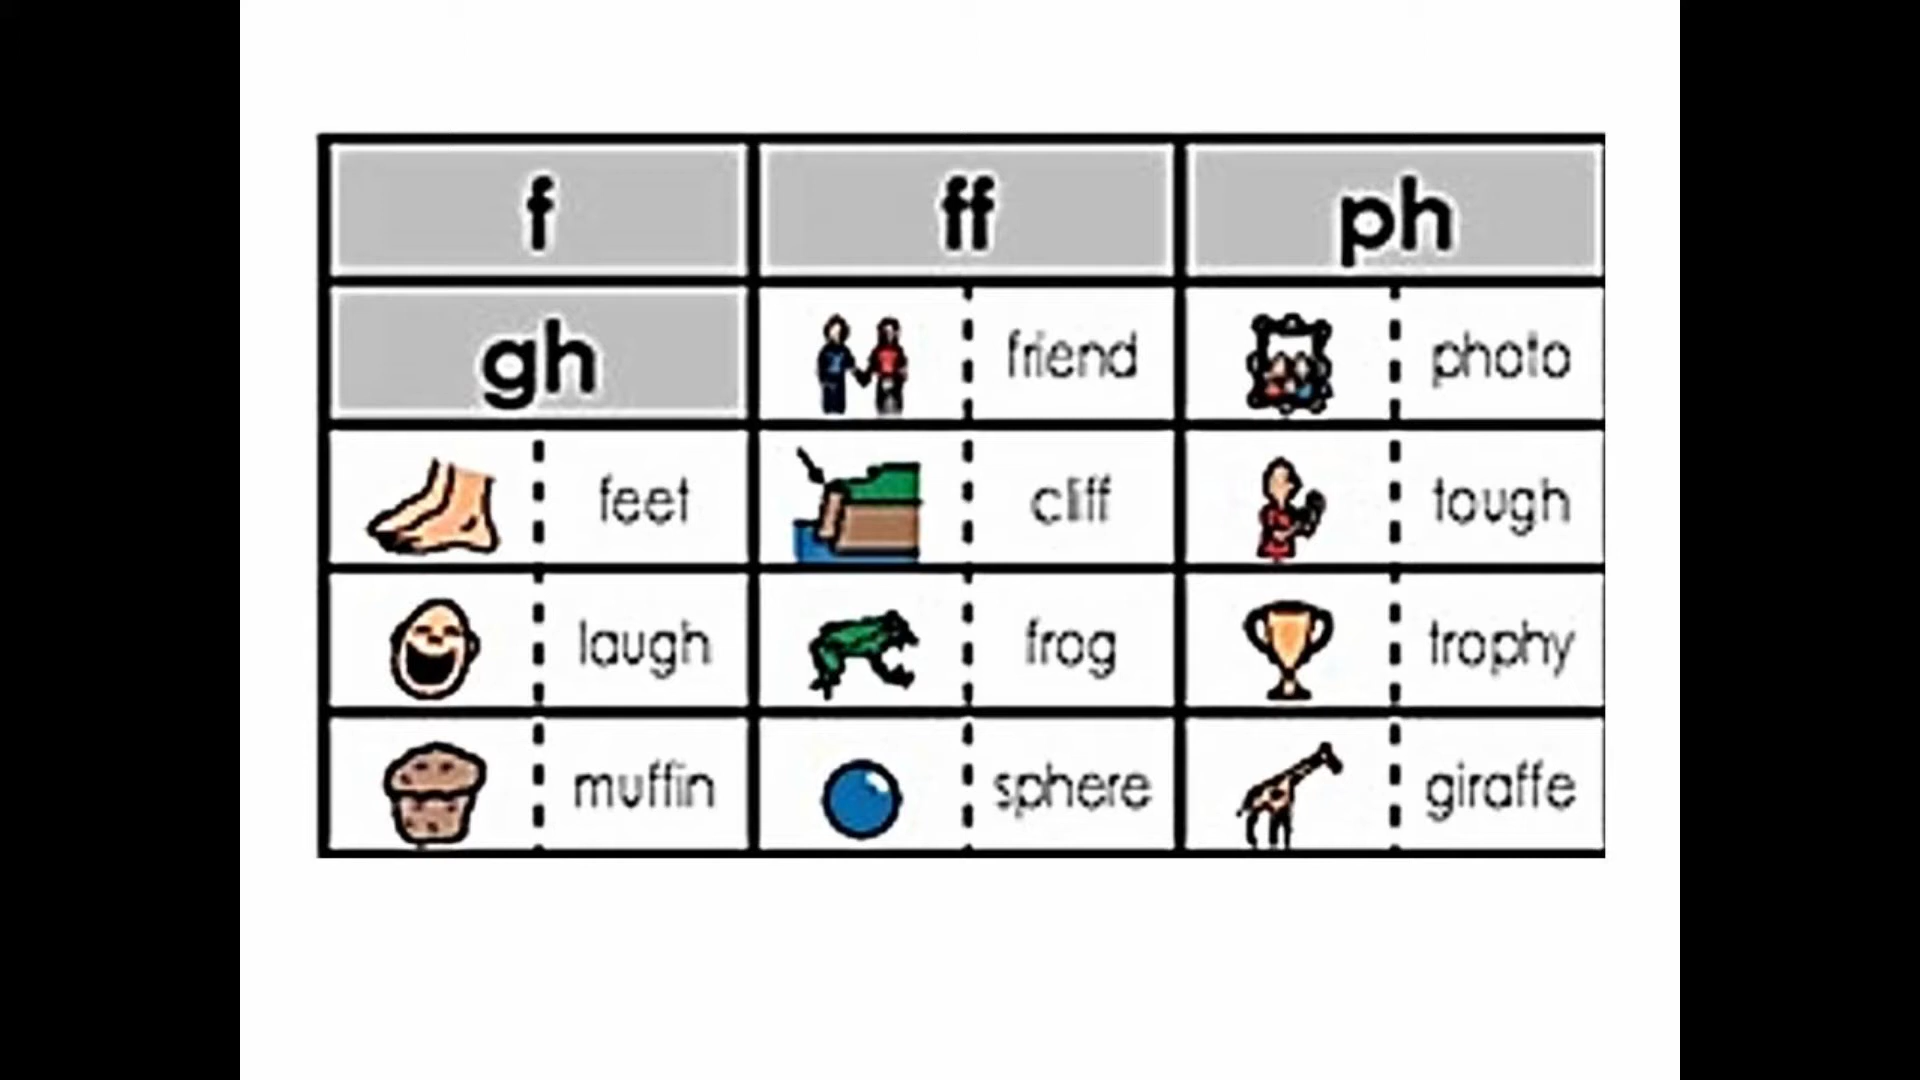 f ff ph
gh friend photo
feet cliff tough
laugh frog trophy
muffin sphere giraffe